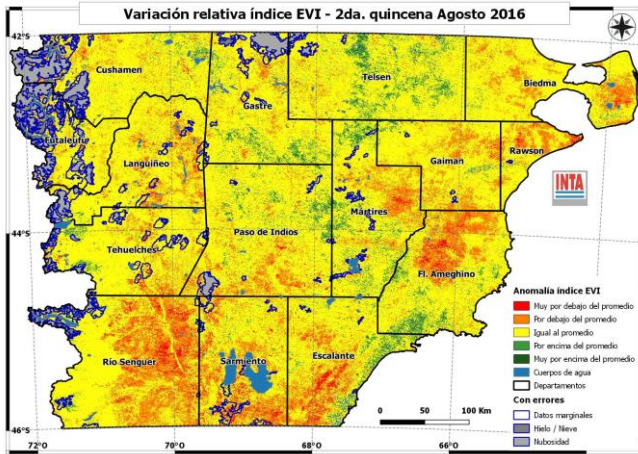 Variación relativa índice EVI - 2da. quincena Agosto 2016
42°S
Cushamen
Telsen
Biedma
Gastre
Futaleufú
Languiñeo
Gaiman
Rawson
INTA
Mártires
44°S
Paso de Indios
Tehuelches
Fl. Ameghino
Anomalía índice EVI
Muy por debajo del promedio
Por debajo del promedio
Igual al promedio
Por encima del promedio
Muy por encima del promedio
Cuerpos de agua
Departamentos
Con errores
Datos marginales
Hielo / Nieve
Nubosidad
Río Senguer
Sarmiento
Escalante
0 50 100 Km
46°S
72°O 70°O 68°O 66°O